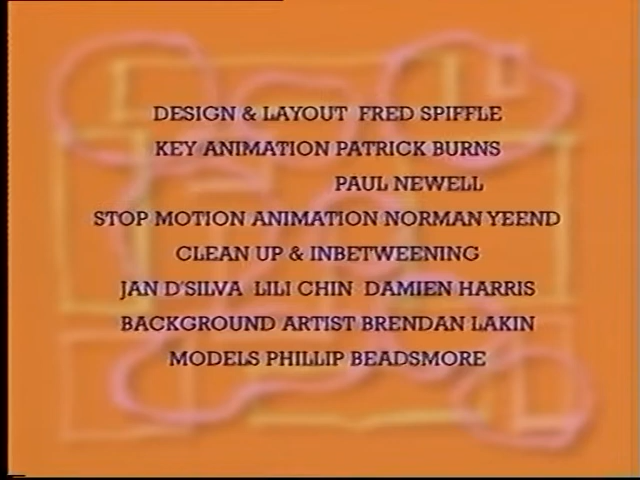 DESIGN & LAYOUT FRED SPIFFLE
KEY ANIMATION PATRICK BURNS
PAUL NEWELL
STOP MOTION ANIMATION NORMAN YEEND
CLEAN UP & INBETWEENING
JAN D'SILVA LILI CHIN DAMIEN HARRIS
BACKGROUND ARTIST BRENDAN LAKIN
MODELS PHILLIP BEADSMORE